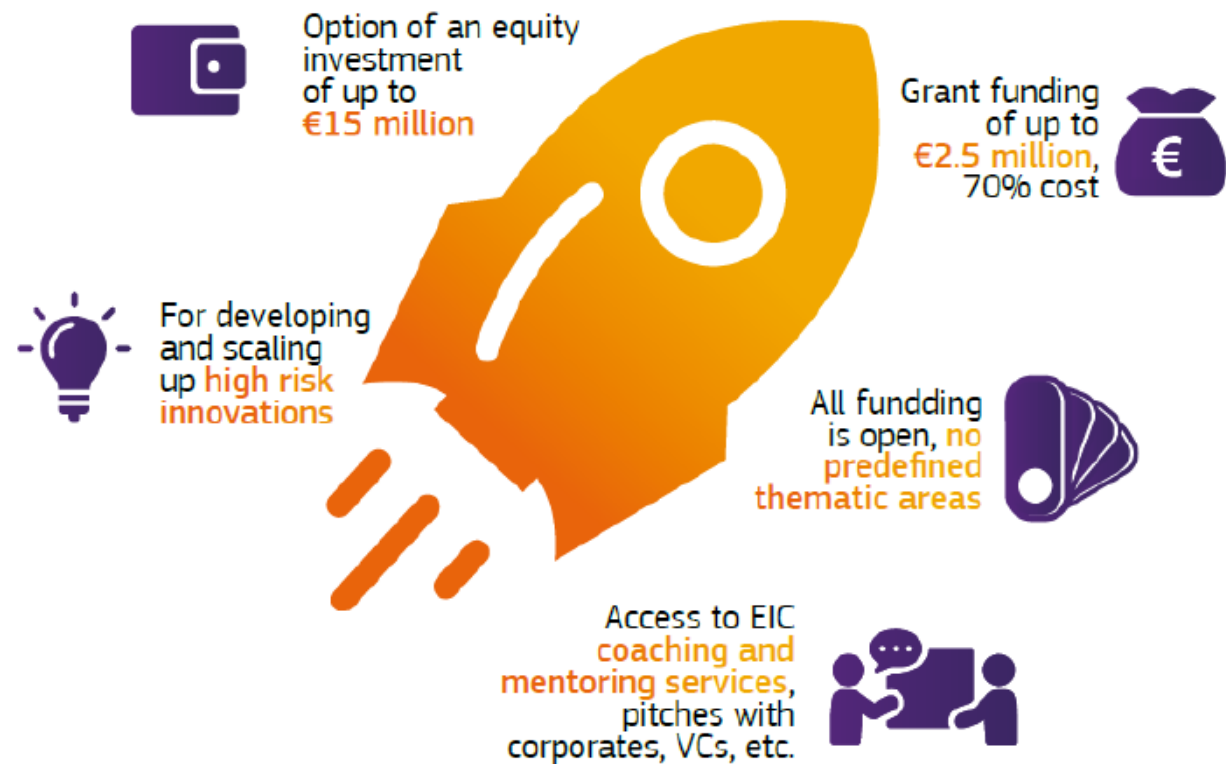 Option of an equity
investment
of up to
€15 million
Grant funding
of up to
€2.5 million,
70% cost
€
For developing
and scaling
up high risk
innovations
All fundding
is open, no
predefined
thematic areas
Access to EIC
coaching and
mentoring services,
pitches with
corporates, VCs, etc.